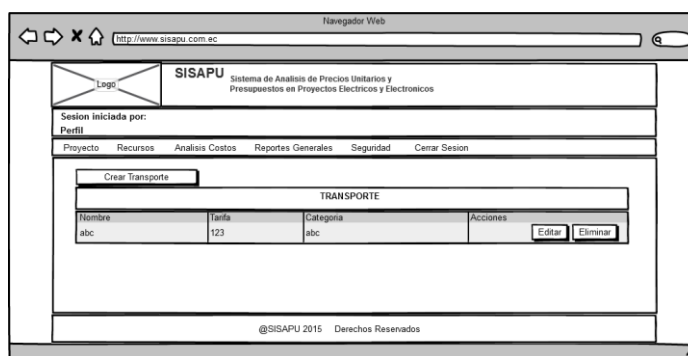 Navegador Web
http://www.sisapu.com.ec
Logo
SISAPU Sistema de Analisis de Precios Unitarios y
Presupuestos en Proyectos Electricos y Electronicos
Sesion iniciada por:
Perfil
Proyecto Recursos Analisis Costos Reportes Generales Seguridad Cerrar Sesion
Crear Transporte
TRANSPORTE
Nombre Tarifa Categoria Acciones
abc 123 abc Editar Eliminar
@SISAPU 2015 Derechos Reservados